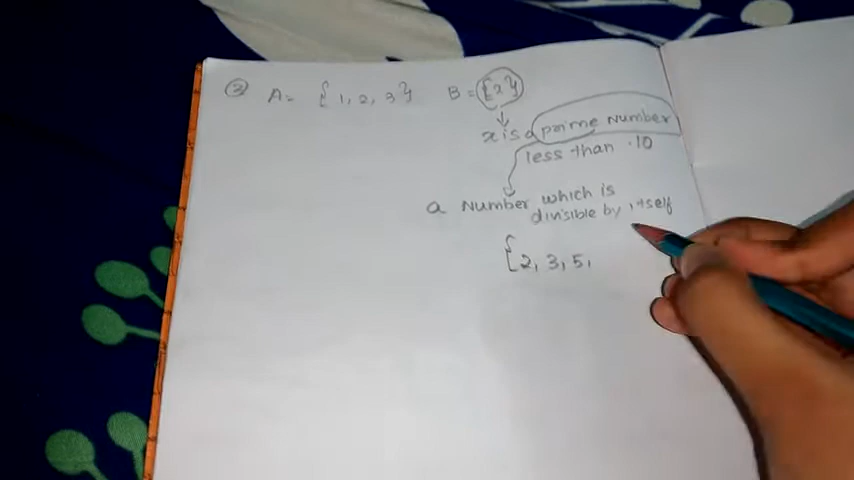 ③ A = { 1, 2, 3 } B = {x}
x is a prime number
less than 10
a Number which is
divisible by itself
{ 2, 3, 5,